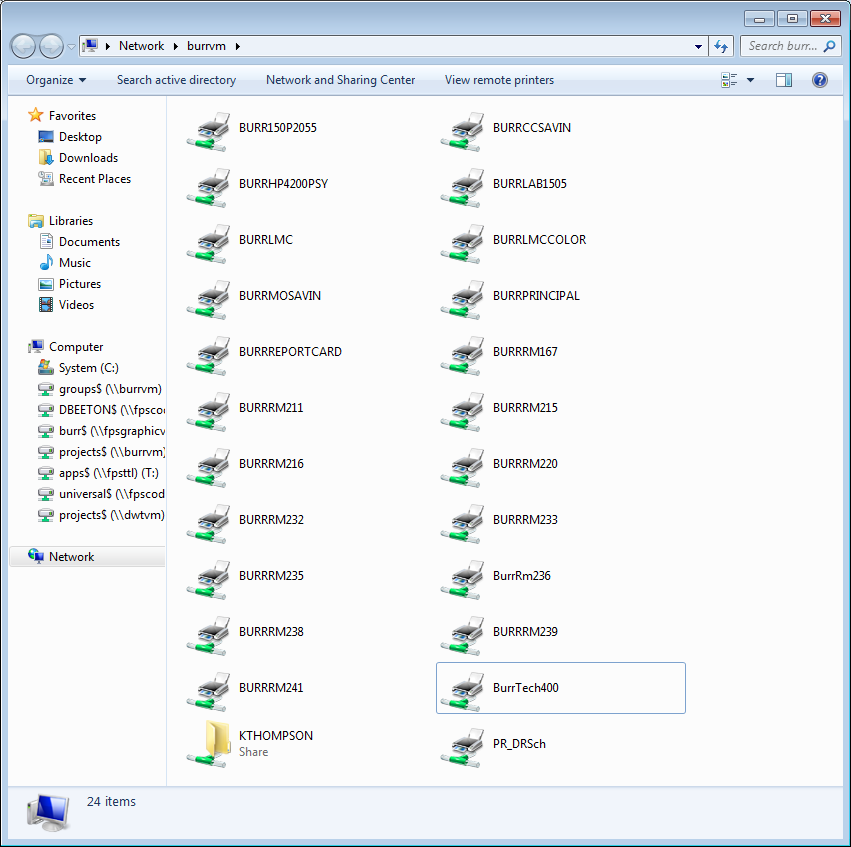 Network burrvm
Search burr...
Organize Search active directory Network and Sharing Center View remote printers
Favorites
Desktop
Downloads
Recent Places
Libraries
Documents
Music
Pictures
Videos
Computer
System (C:)
groups$ (\\burrvm)
DBEETON$ (\\fpscod
burr$ (\\fpsgraphicv
projects$ (\\burrvm)
apps$ (\\fpsttl) (T:)
universal$ (\\fpscod
projects$ (\\dwtvm)
Network
BURR150P2055 BURRCCSAVIN
BURRHP4200PSY BURRLAB1505
BURRLMC BURRLMCCOLOR
BURRMOSAVIN BURRPRINCIPAL
BURRREPORTCARD BURRRM167
BURRRM211 BURRRM215
BURRRM216 BURRRM220
BURRRM232 BURRRM233
BURRRM235 BurrRm236
BURRRM238 BURRRM239
BURRRM241 BurrTech400
KTHOMPSON
Share
PR_DRSch
24 items